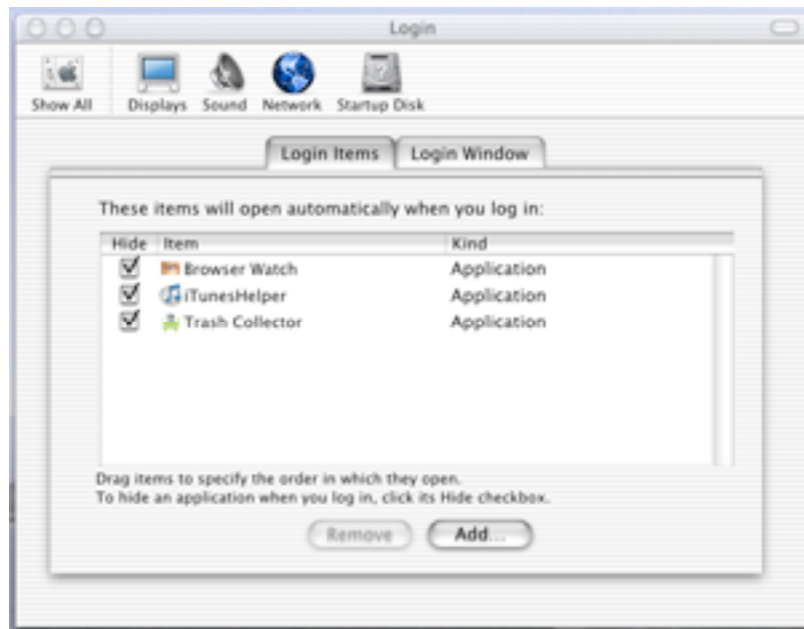 Login
Show All Displays Sound Network Startup Disk
Login Items Login Window
These items will open automatically when you log in:
Hide Item Kind
Browser Watch Application
iTunesHelper Application
Trash Collector Application
Drag items to specify the order in which they open.
To hide an application when you log in, click its Hide checkbox.
Remove Add...